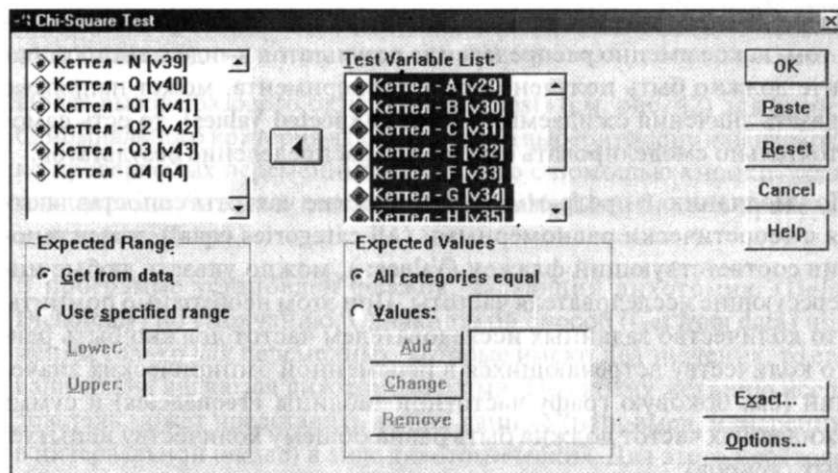 Chi-Square Test
Кеттел - N [v39]
Кеттел - O [v40]
Кеттел - Q1 [v41]
Кеттел - Q2 [v42]
Кеттел - Q3 [v43]
Кеттел - Q4 [q4]
Test Variable List:
Кеттел - A [v29]
Кеттел - B [v30]
Кеттел - C [v31]
Кеттел - E [v32]
Кеттел - F [v33]
Кеттел - G [v34]
Кеттел - H [v35]
OK
Paste
Reset
Cancel
Help
Expected Range
Get from data
Use specified range
Lower:
Upper:
Expected Values
All categories equal
Values:
Add
Change
Remove
Exact...
Options...